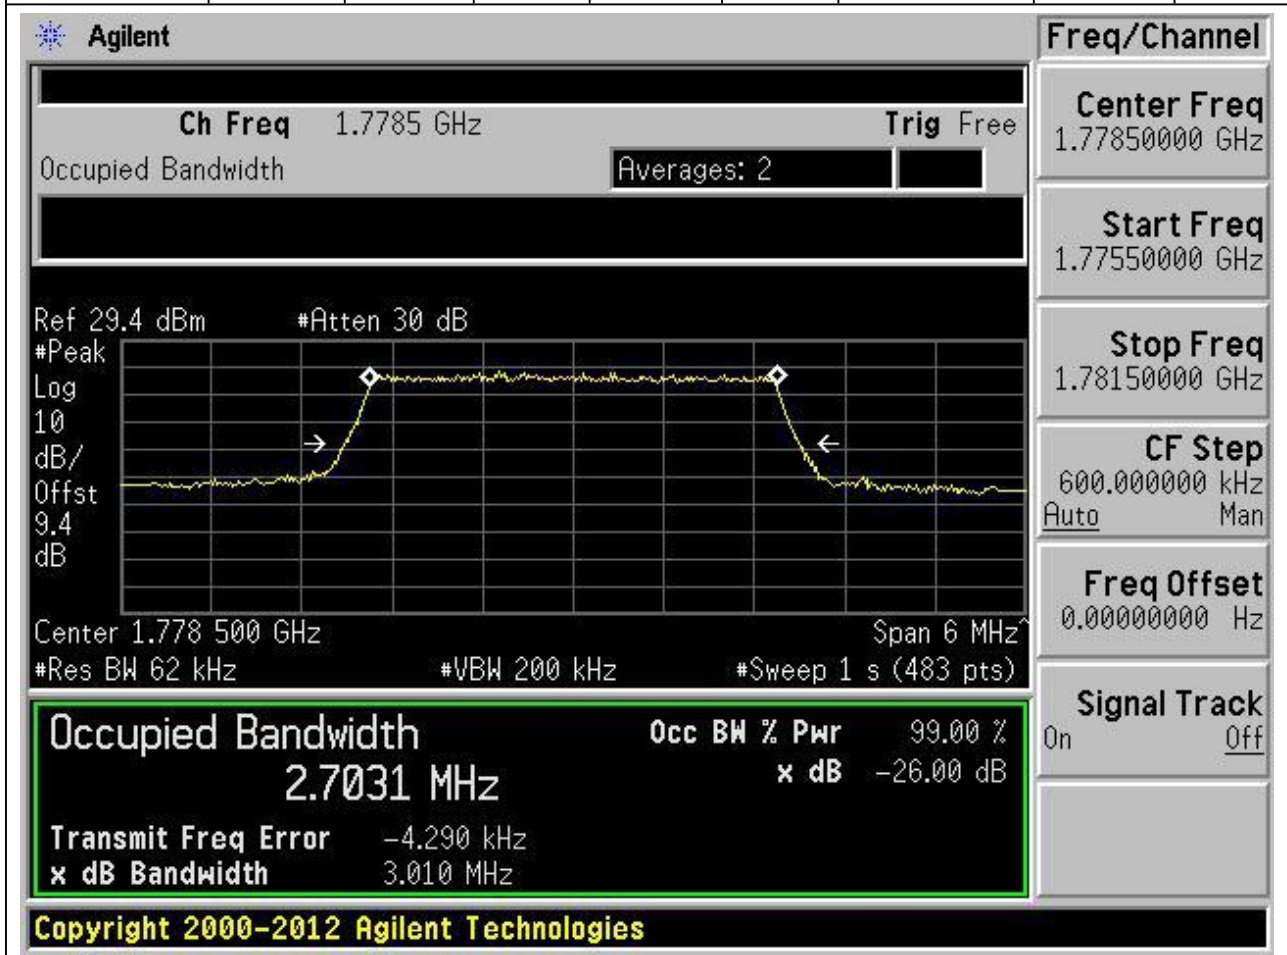 Agilent
Freq/Channel
Ch Freq 1.7785 GHz Trig Free
Occupied Bandwidth Averages: 2
Center Freq
1.77850000 GHz
Start Freq
1.77550000 GHz
Stop Freq
1.78150000 GHz
CF Step
600.000000 kHz
Auto Man
Freq Offset
0.00000000 Hz
Signal Track
On Off
Ref 29.4 dBm #Atten 30 dB
#Peak
Log
10
dB/
Offst
9.4
dB
Center 1.778 500 GHz Span 6 MHz^
#Res BW 62 kHz #VBW 200 kHz #Sweep 1 s (483 pts)
Occupied Bandwidth Occ BW % Pwr 99.00 %
2.7031 MHz x dB -26.00 dB
Transmit Freq Error -4.290 kHz
x dB Bandwidth 3.010 MHz
Copyright 2000-2012 Agilent Technologies